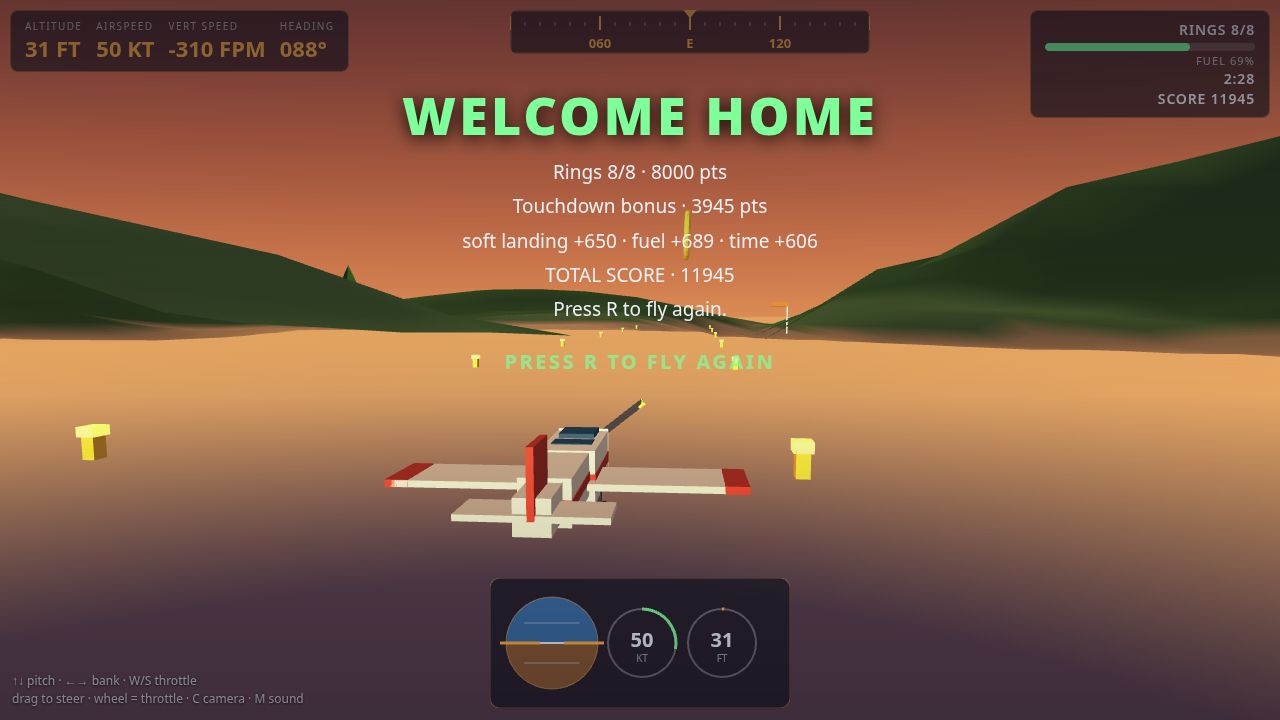 ALTITUDE AIRSPEED VERT SPEED HEADING
31 FT 50 KT -310 FPM 088°
060 E 120
RINGS 8/8
FUEL 69%
2:28
SCORE 11945
WELCOME HOME
Rings 8/8 · 8000 pts
Touchdown bonus · 3945 pts
soft landing +650 · fuel +689 · time +606
TOTAL SCORE · 11945
Press R to fly again.
PRESS R TO FLY AGAIN
50 KT
31 FT
↑↓ pitch · ←→ bank · W/S throttle
drag to steer · wheel = throttle · C camera · M sound